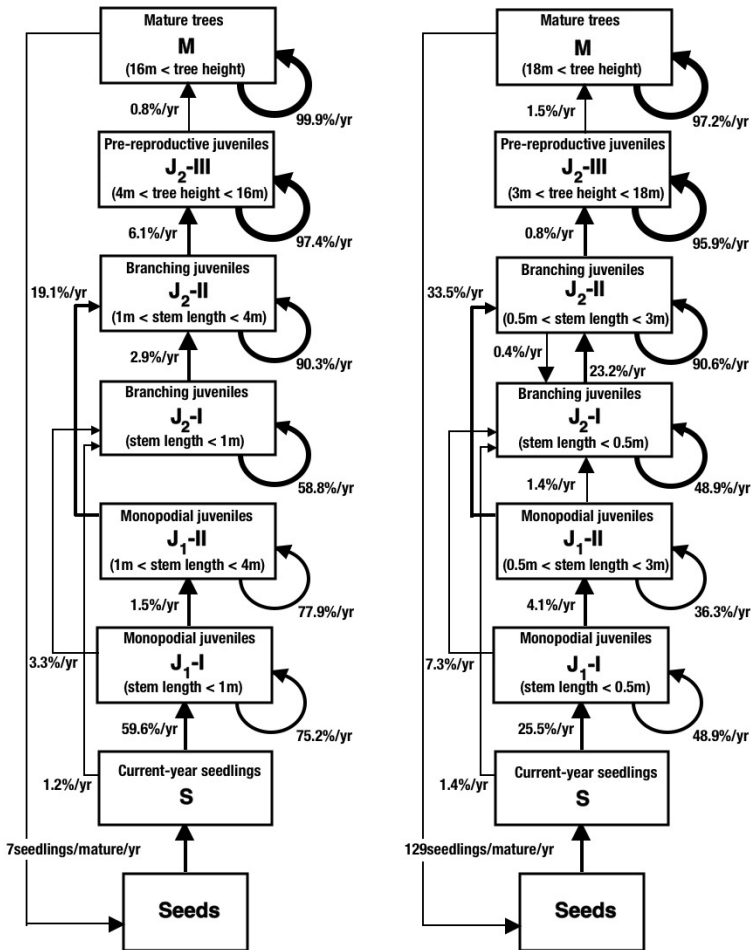 Mature trees
M
(16m < tree height)
0.8%/yr
99.9%/yr
Pre-reproductive juveniles
J2-III
(4m < tree height < 16m)
6.1%/yr
97.4%/yr
19.1%/yr
Branching juveniles
J2-II
(1m < stem length < 4m)
2.9%/yr
90.3%/yr
Branching juveniles
J2-I
(stem length < 1m)
58.8%/yr
Monopodial juveniles
J1-II
(1m < stem length < 4m)
1.5%/yr
77.9%/yr
3.3%/yr
Monopodial juveniles
J1-I
(stem length < 1m)
59.6%/yr
75.2%/yr
1.2%/yr
Current-year seedlings
S
7seedlings/mature/yr
Seeds
Mature trees
M
(18m < tree height)
1.5%/yr
97.2%/yr
Pre-reproductive juveniles
J2-III
(3m < tree height < 18m)
0.8%/yr
95.9%/yr
33.5%/yr
Branching juveniles
J2-II
(0.5m < stem length < 3m)
0.4%/yr
23.2%/yr
90.6%/yr
Branching juveniles
J2-I
(stem length < 0.5m)
1.4%/yr
48.9%/yr
Monopodial juveniles
J1-II
(0.5m < stem length < 3m)
4.1%/yr
36.3%/yr
7.3%/yr
Monopodial juveniles
J1-I
(stem length < 0.5m)
25.5%/yr
48.9%/yr
1.4%/yr
Current-year seedlings
S
129seedlings/mature/yr
Seeds